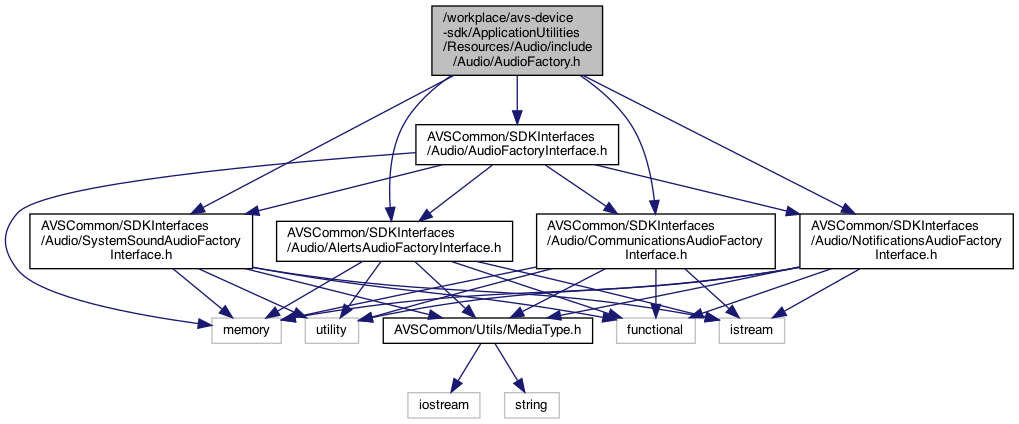 /workplace/avs-device
-sdk/ApplicationUtilities
/Resources/Audio/include
/Audio/AudioFactory.h
AVSCommon/SDKInterfaces
/Audio/AudioFactoryInterface.h
AVSCommon/SDKInterfaces
/Audio/SystemSoundAudioFactory
Interface.h
AVSCommon/SDKInterfaces
/Audio/AlertsAudioFactoryInterface.h
AVSCommon/SDKInterfaces
/Audio/CommunicationsAudioFactory
Interface.h
AVSCommon/SDKInterfaces
/Audio/NotificationsAudioFactory
Interface.h
memory
utility
AVSCommon/Utils/MediaType.h
functional
istream
iostream
string